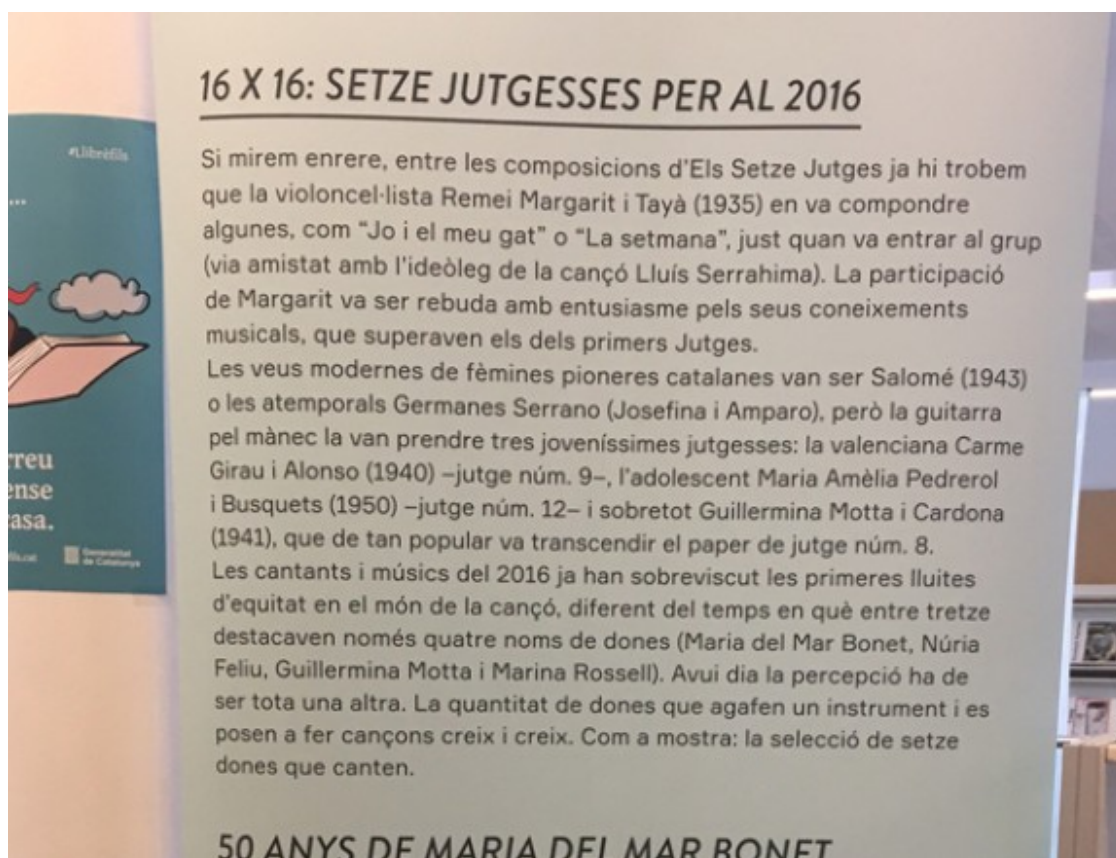 16 X 16: SETZE JUTGESSES PER AL 2016
Si mirem enrere, entre les composicions d'Els Setze Jutges ja hi trobem
que la violoncel·lista Remei Margarit i Tayà (1935) en va compondre
algunes, com “Jo i el meu gat” o “La setmana”, just quan va entrar al grup
(via amistat amb l'ideòleg de la cançó Lluís Serrahima). La participació
de Margarit va ser rebuda amb entusiasme pels seus coneixements
musicals, que superaven els dels primers Jutges.
Les veus modernes de fèmines pioneres catalanes van ser Salomé (1943)
o les atemporals Germanes Serrano (Josefina i Amparo), però la guitarra
pel mànec la van prendre tres joveníssimes jutgesses: la valenciana Carme
Girau i Alonso (1940) –jutge núm. 9–, l'adolescent Maria Amèlia Pedrerol
i Busquets (1950) –jutge núm. 12– i sobretot Guillermina Motta i Cardona
(1941), que de tan popular va transcendir el paper de jutge núm. 8.
Les cantants i músics del 2016 ja han sobreviscut les primeres lluites
d'equitat en el món de la cançó, diferent del temps en què entre tretze
destacaven només quatre noms de dones (Maria del Mar Bonet, Núria
Feliu, Guillermina Motta i Marina Rossell). Avui dia la percepció ha de
ser tota una altra. La quantitat de dones que agafen un instrument i es
posen a fer cançons creix i creix. Com a mostra: la selecció de setze
dones que canten.
50 ANYS DE MARIA DEL MAR BONET
#Llibrèfils
...
rreu
ense
casa.
Generalitat
de Catalunya